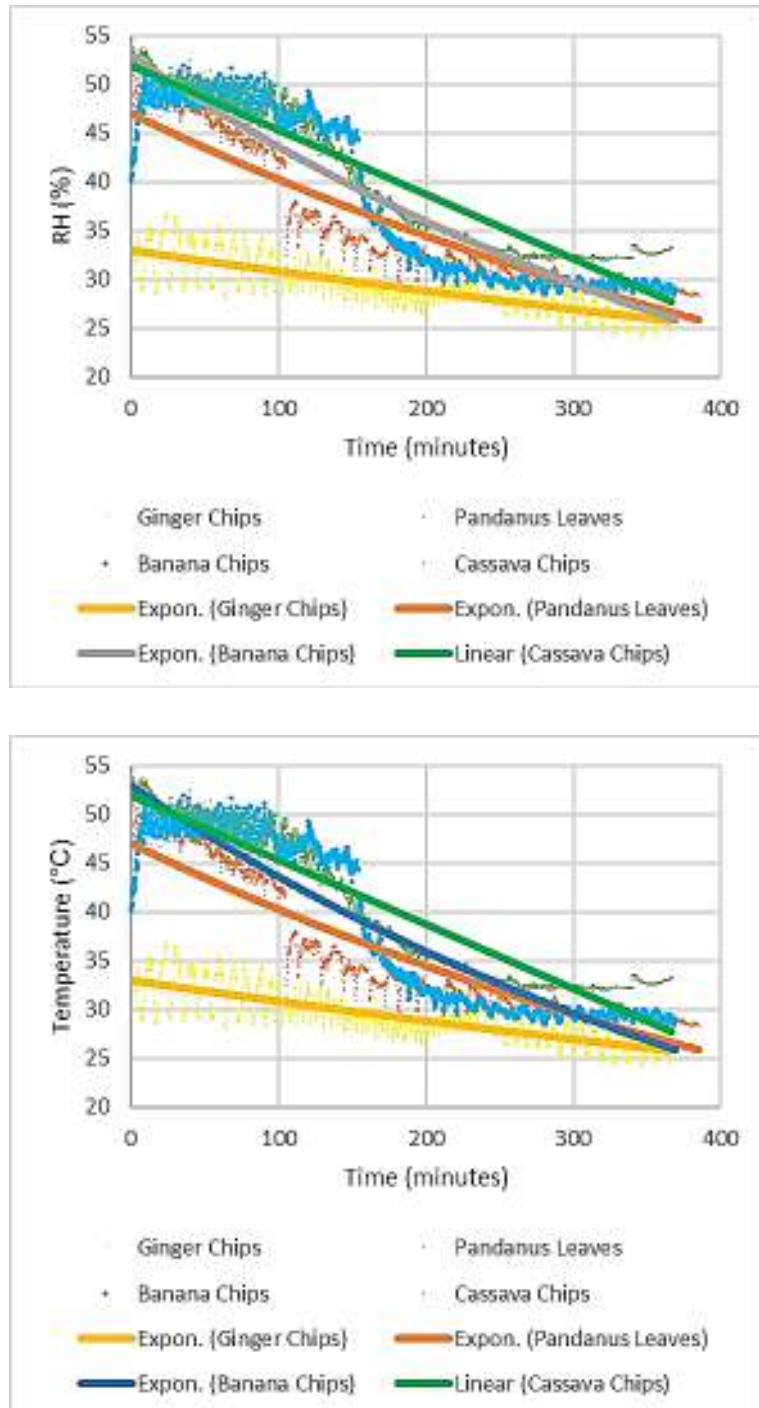 55
50
45
40
35
30
25
20
RH (%)
0 100 200 300 400
Time (minutes)
Ginger Chips Pandanus Leaves
Banana Chips Cassava Chips
Expon. (Ginger Chips) Expon. (Pandanus Leaves)
Expon. (Banana Chips) Linear (Cassava Chips)
55
50
45
40
35
30
25
20
Temperature (°C)
0 100 200 300 400
Time (minutes)
Ginger Chips Pandanus Leaves
Banana Chips Cassava Chips
Expon. (Ginger Chips) Expon. (Pandanus Leaves)
Expon. (Banana Chips) Linear (Cassava Chips)